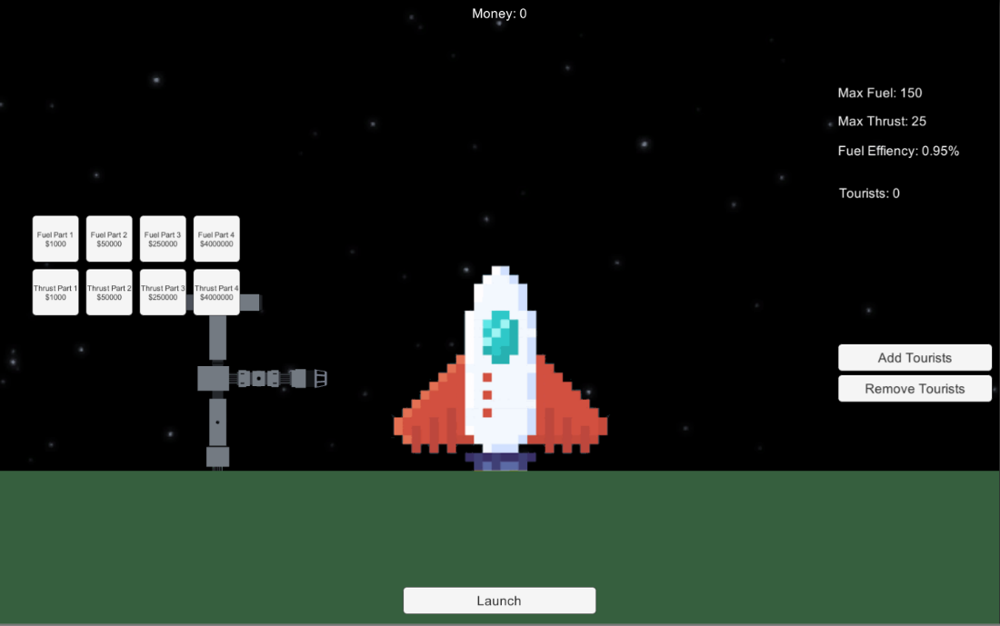 Money: 0
Max Fuel: 150
Max Thrust: 25
Fuel Effiency: 0.95%
Tourists: 0
Fuel Part 1
$1000
Fuel Part 2
$50000
Fuel Part 3
$250000
Fuel Part 4
$4000000
Thrust Part 1
$1000
Thrust Part 2
$50000
Thrust Part 3
$250000
Thrust Part 4
$4000000
Add Tourists
Remove Tourists
Launch